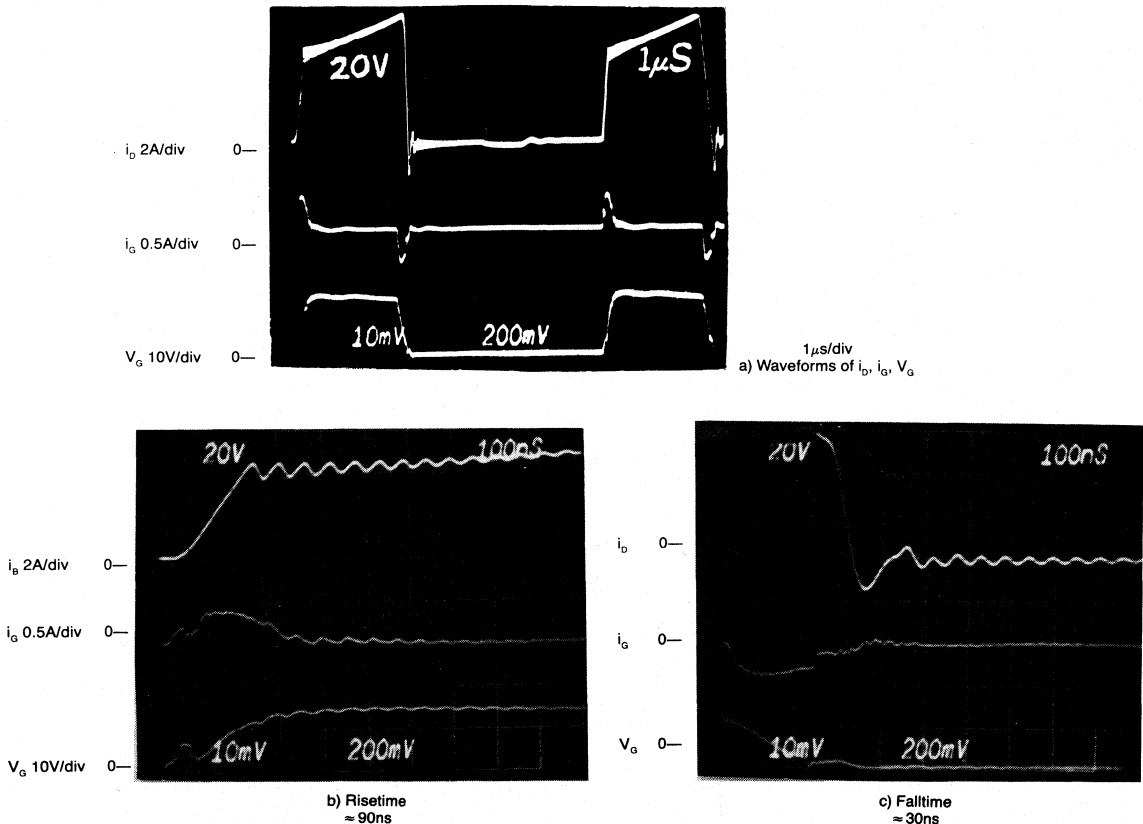 20V 1μS
i_D 2A/div 0—
i_G 0.5A/div 0—
10mV 200mV
V_G 10V/div 0—
1μs/div
a) Waveforms of i_D, i_G, V_G
20V 100nS
i_B 2A/div 0—
i_G 0.5A/div 0—
10mV 200mV
V_G 10V/div 0—
b) Risetime
≈ 90ns
20V 100nS
i_D 0—
i_G 0—
V_G 0—
10mV 200mV
c) Falltime
≈ 30ns